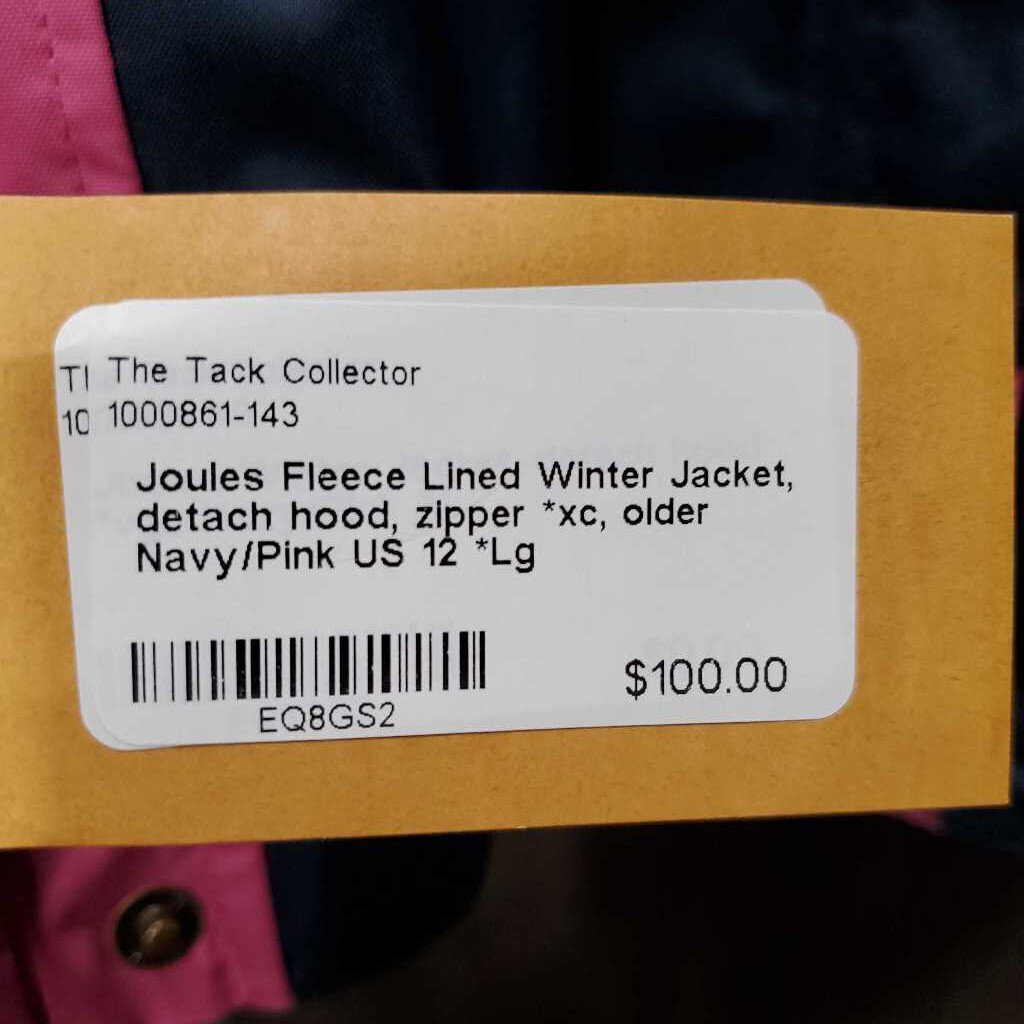 The Tack Collector
1000861-143
Joules Fleece Lined Winter Jacket,
detach hood, zipper *xc, older
Navy/Pink US 12 *Lg
EQ8GS2
$100.00